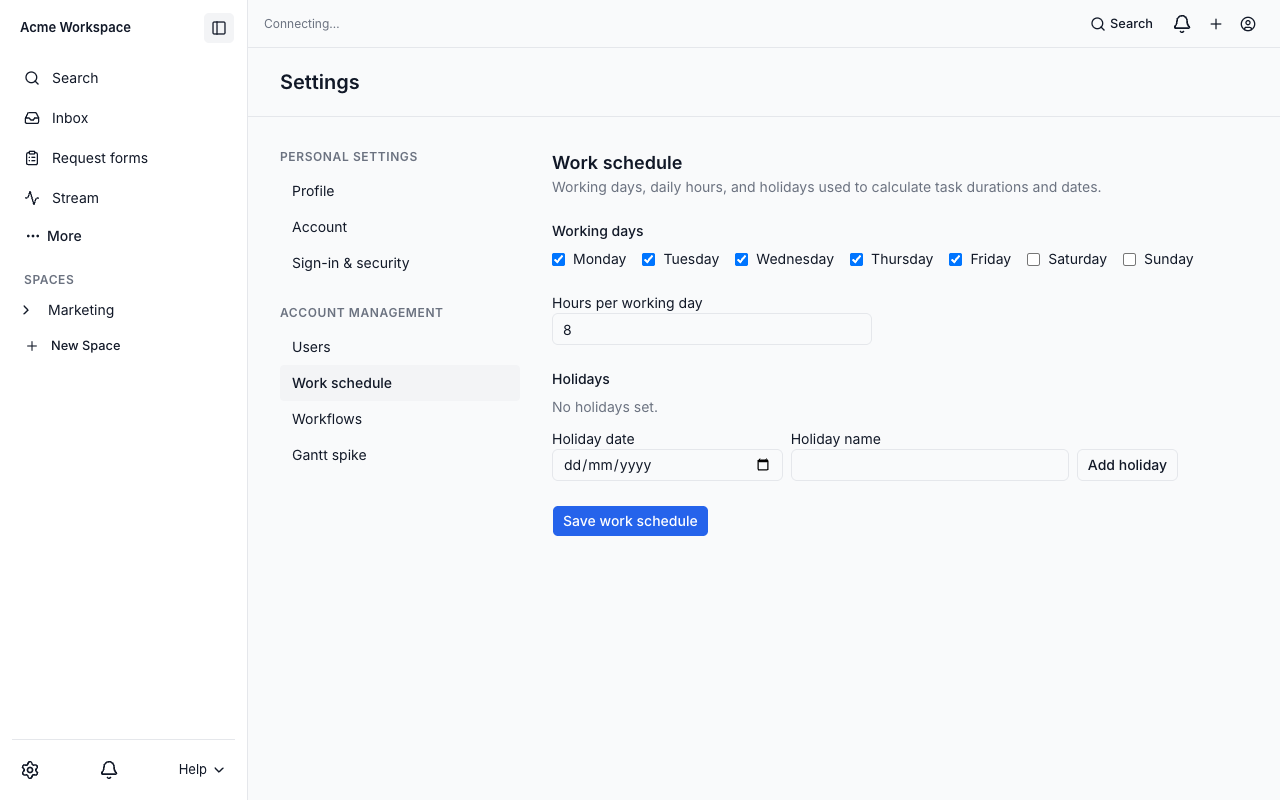 Acme Workspace
Search
Inbox
Request forms
Stream
More
SPACES
Marketing
New Space
Help
Connecting...
Search
Settings
PERSONAL SETTINGS
Profile
Account
Sign-in & security
ACCOUNT MANAGEMENT
Users
Work schedule
Workflows
Gantt spike
Work schedule
Working days, daily hours, and holidays used to calculate task durations and dates.
Working days
Monday Tuesday Wednesday Thursday Friday Saturday Sunday
Hours per working day
8
Holidays
No holidays set.
Holiday date Holiday name
dd/mm/yyyy Add holiday
Save work schedule